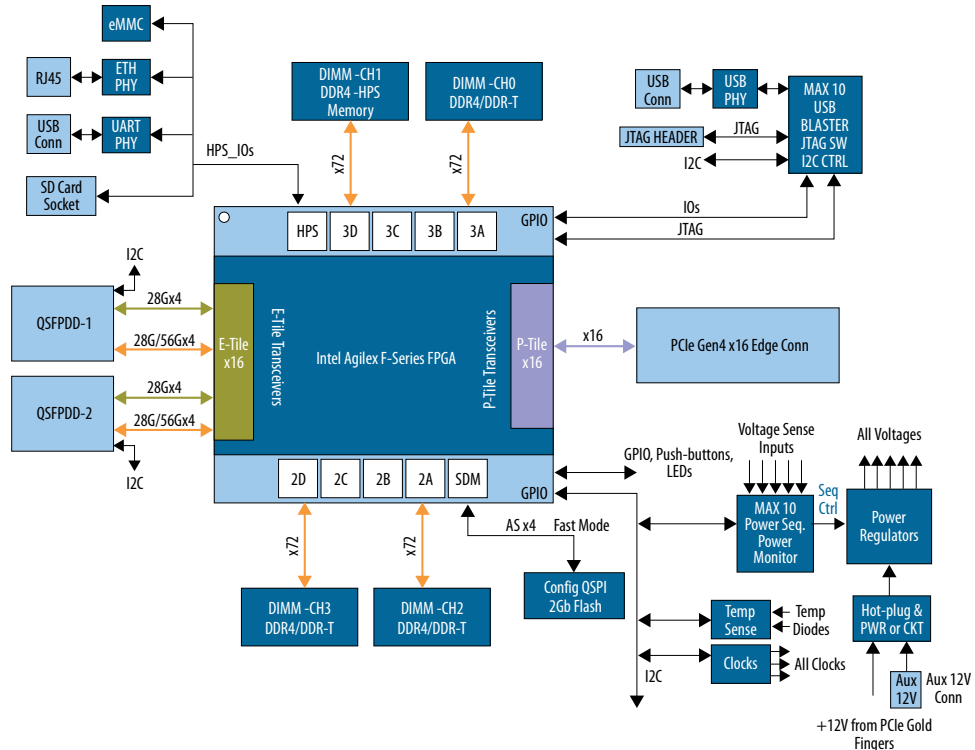 eMMC
RJ45
ETH
PHY
USB
Conn
UART
PHY
SD Card
Socket
HPS_IOs
DIMM -CH1
DDR4 -HPS
Memory
DIMM -CH0
DDR4/DDR-T
x72
x72
USB
Conn
USB
PHY
MAX 10
USB
BLASTER
JTAG SW
I2C CTRL
JTAG HEADER
JTAG
I2C
IOs
JTAG
HPS
3D
3C
3B
3A
GPIO
I2C
QSFPDD-1
28Gx4
28G/56Gx4
QSFPDD-2
28Gx4
28G/56Gx4
I2C
E-Tile
x16
E-Tile Transceivers
Intel Agilex F-Series FPGA
P-Tile Transceivers
P-Tile
x16
x16
PCIe Gen4 x16 Edge Conn
2D
2C
2B
2A
SDM
GPIO
x72
x72
DIMM -CH3
DDR4/DDR-T
DIMM -CH2
DDR4/DDR-T
AS x4
Fast Mode
Config QSPI
2Gb Flash
GPIO, Push-buttons,
LEDs
Voltage Sense
Inputs
All Voltages
MAX 10
Power Seq.
Power
Monitor
Seq
Ctrl
Power
Regulators
Temp
Sense
Temp
Diodes
Clocks
All Clocks
I2C
Hot-plug &
PWR or CKT
Aux
12V
Aux 12V
Conn
+12V from PCIe Gold
Fingers